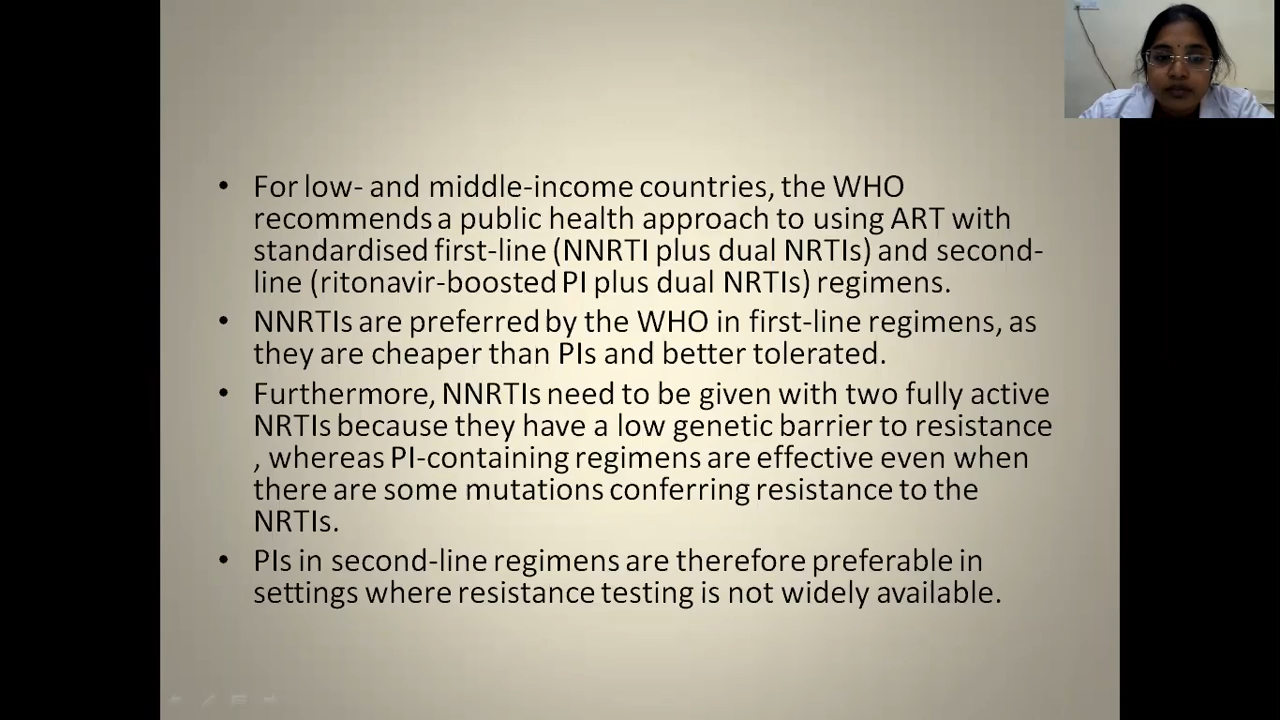 • For low- and middle-income countries, the WHO
recommends a public health approach to using ART with
standardised first-line (NNRTI plus dual NRTIs) and second-
line (ritonavir-boosted PI plus dual NRTIs) regimens.
• NNRTIs are preferred by the WHO in first-line regimens, as
they are cheaper than PIs and better tolerated.
• Furthermore, NNRTIs need to be given with two fully active
NRTIs because they have a low genetic barrier to resistance
, whereas PI-containing regimens are effective even when
there are some mutations conferring resistance to the
NRTIs.
• PIs in second-line regimens are therefore preferable in
settings where resistance testing is not widely available.